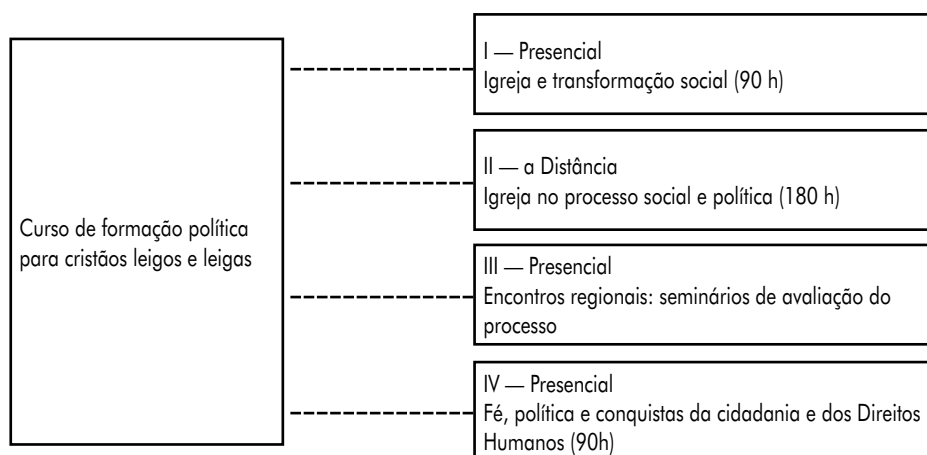 Curso de formação política
para cristãos leigos e leigas
I — Presencial
Igreja e transformação social (90 h)
II — a Distância
Igreja no processo social e política (180 h)
III — Presencial
Encontros regionais: seminários de avaliação do
processo
IV — Presencial
Fé, política e conquistas da cidadania e dos Direitos
Humanos (90h)